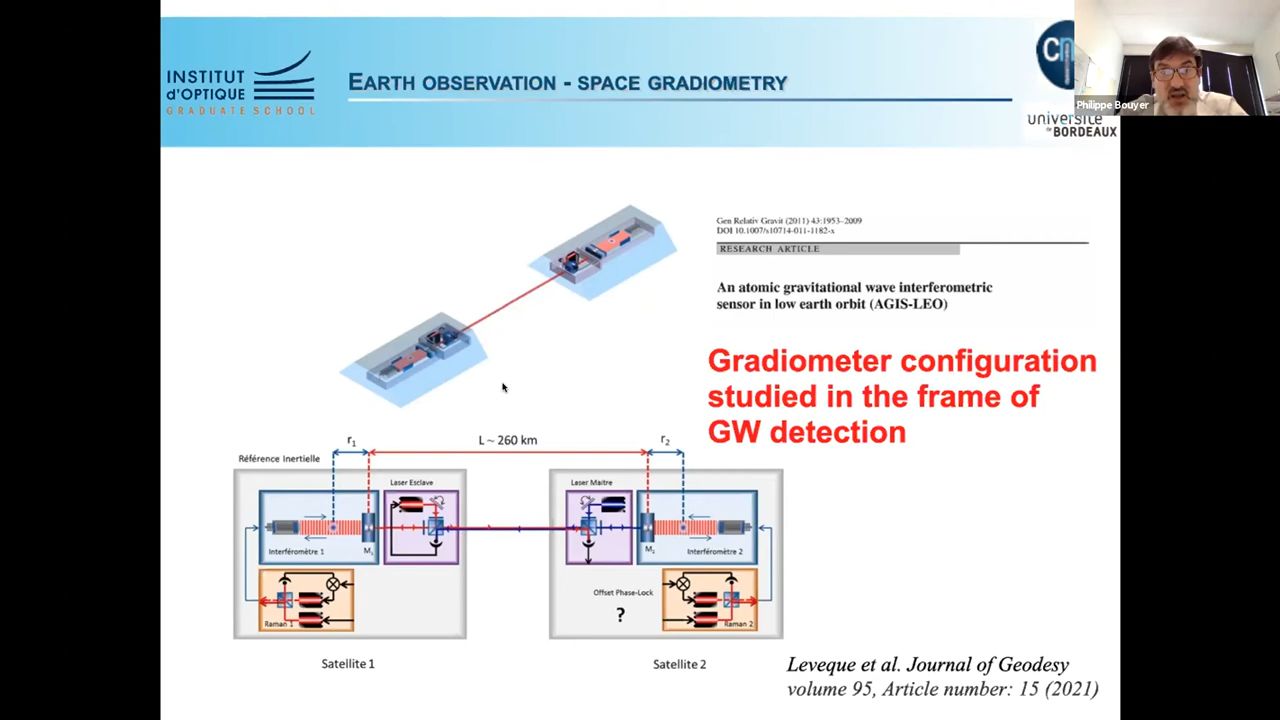 INSTITUT
d'OPTIQUE
GRADUATE SCHOOL
EARTH OBSERVATION - SPACE GRADIOMETRY
Philippe Bouyer
université
de BORDEAUX
Gen Relativ Gravit (2011) 43:1953–2009
DOI 10.1007/s10714-011-1182-x
RESEARCH ARTICLE
An atomic gravitational wave interferometric
sensor in low earth orbit (AGIS-LEO)
Gradiometer configuration
studied in the frame of
GW detection
r1
L ~ 260 km
r2
Référence Inertielle
Laser Esclave
Laser Maitre
Interféromètre 1
M1
M2
Interféromètre 2
Raman 1
Offset Phase-Lock
?
Raman 2
Satellite 1
Satellite 2
Leveque et al. Journal of Geodesy
volume 95, Article number: 15 (2021)